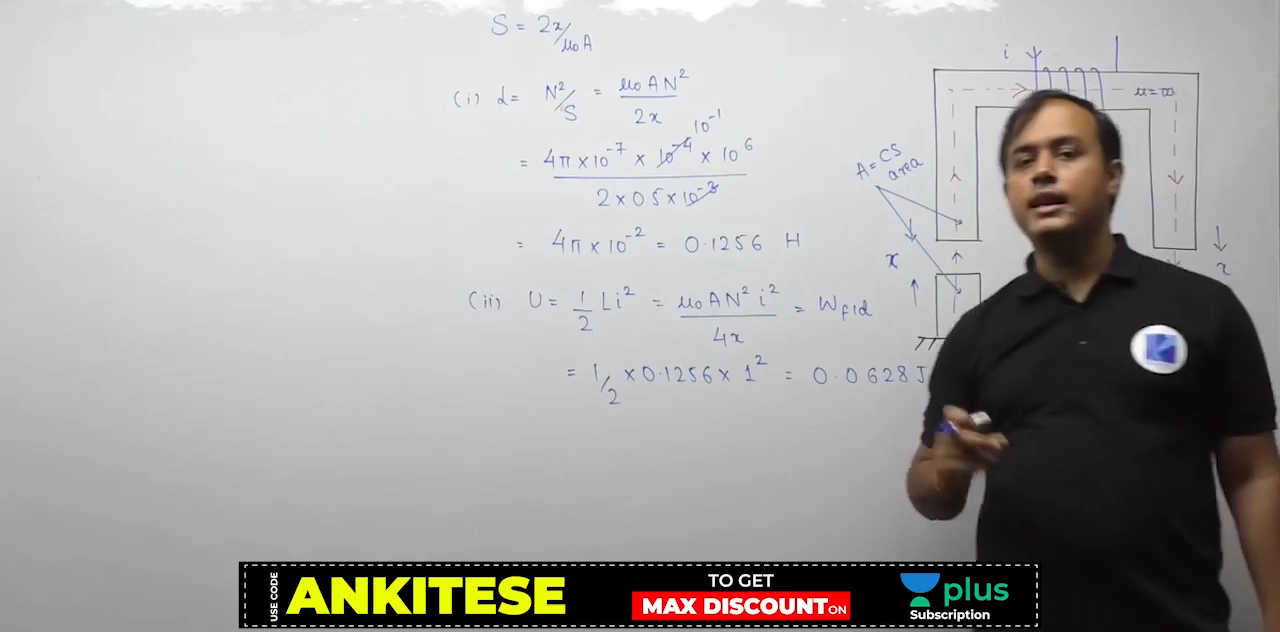 S = 2x/μ₀A
(i) L = N²/S = μ₀AN²/2x
10⁻¹
= 4π×10⁻⁷ × 10⁻⁴ × 10⁶ / 2×0.5×10⁻³
= 4π×10⁻² = 0.1256 H
(ii) U = 1/2 Li² = μ₀AN²i²/4x = Wfld
= 1/2 × 0.1256 × 1² = 0.0628 J
i
μ=∞
A = CS
area
x
x
USE CODE
ANKITESE
TO GET
MAX DISCOUNT ON
plus
Subscription